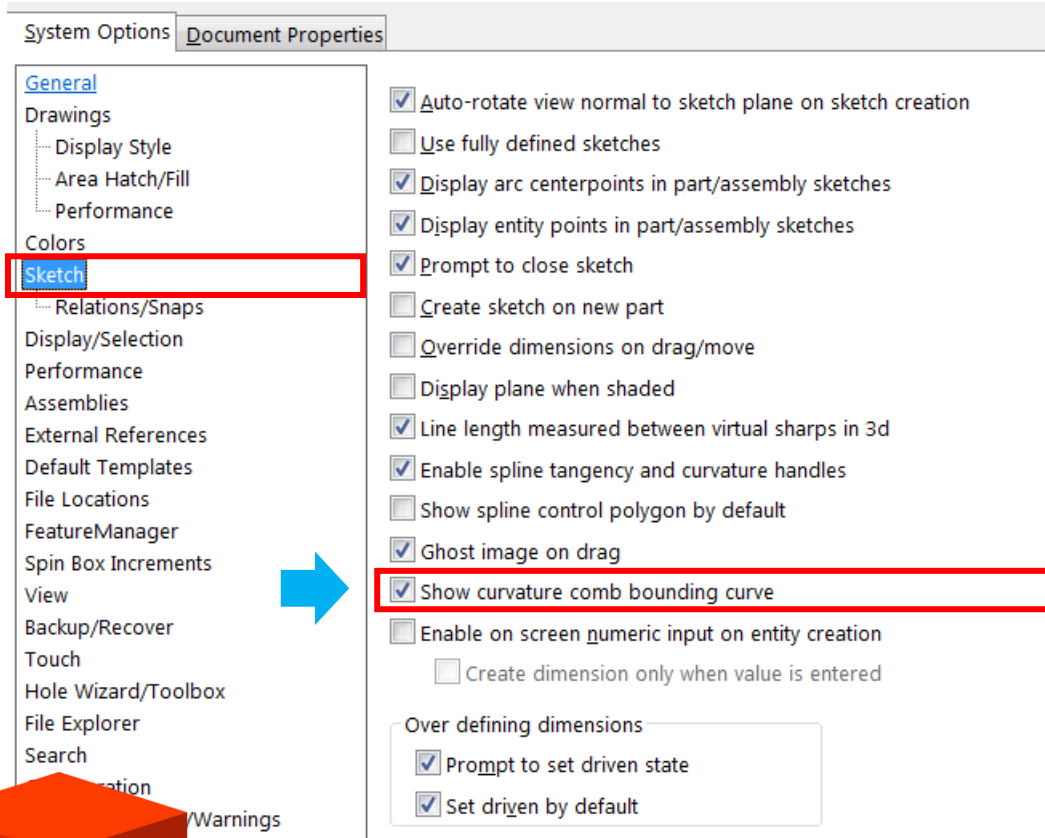 System Options
Document Properties
General
Drawings
Display Style
Area Hatch/Fill
Performance
Colors
Sketch
Relations/Snaps
Display/Selection
Performance
Assemblies
External References
Default Templates
File Locations
FeatureManager
Spin Box Increments
View
Backup/Recover
Touch
Hole Wizard/Toolbox
File Explorer
Search
/Warnings
Auto-rotate view normal to sketch plane on sketch creation
Use fully defined sketches
Display arc centerpoints in part/assembly sketches
Display entity points in part/assembly sketches
Prompt to close sketch
Create sketch on new part
Override dimensions on drag/move
Display plane when shaded
Line length measured between virtual sharps in 3d
Enable spline tangency and curvature handles
Show spline control polygon by default
Ghost image on drag
Show curvature comb bounding curve
Enable on screen numeric input on entity creation
Create dimension only when value is entered
Over defining dimensions
Prompt to set driven state
Set driven by default